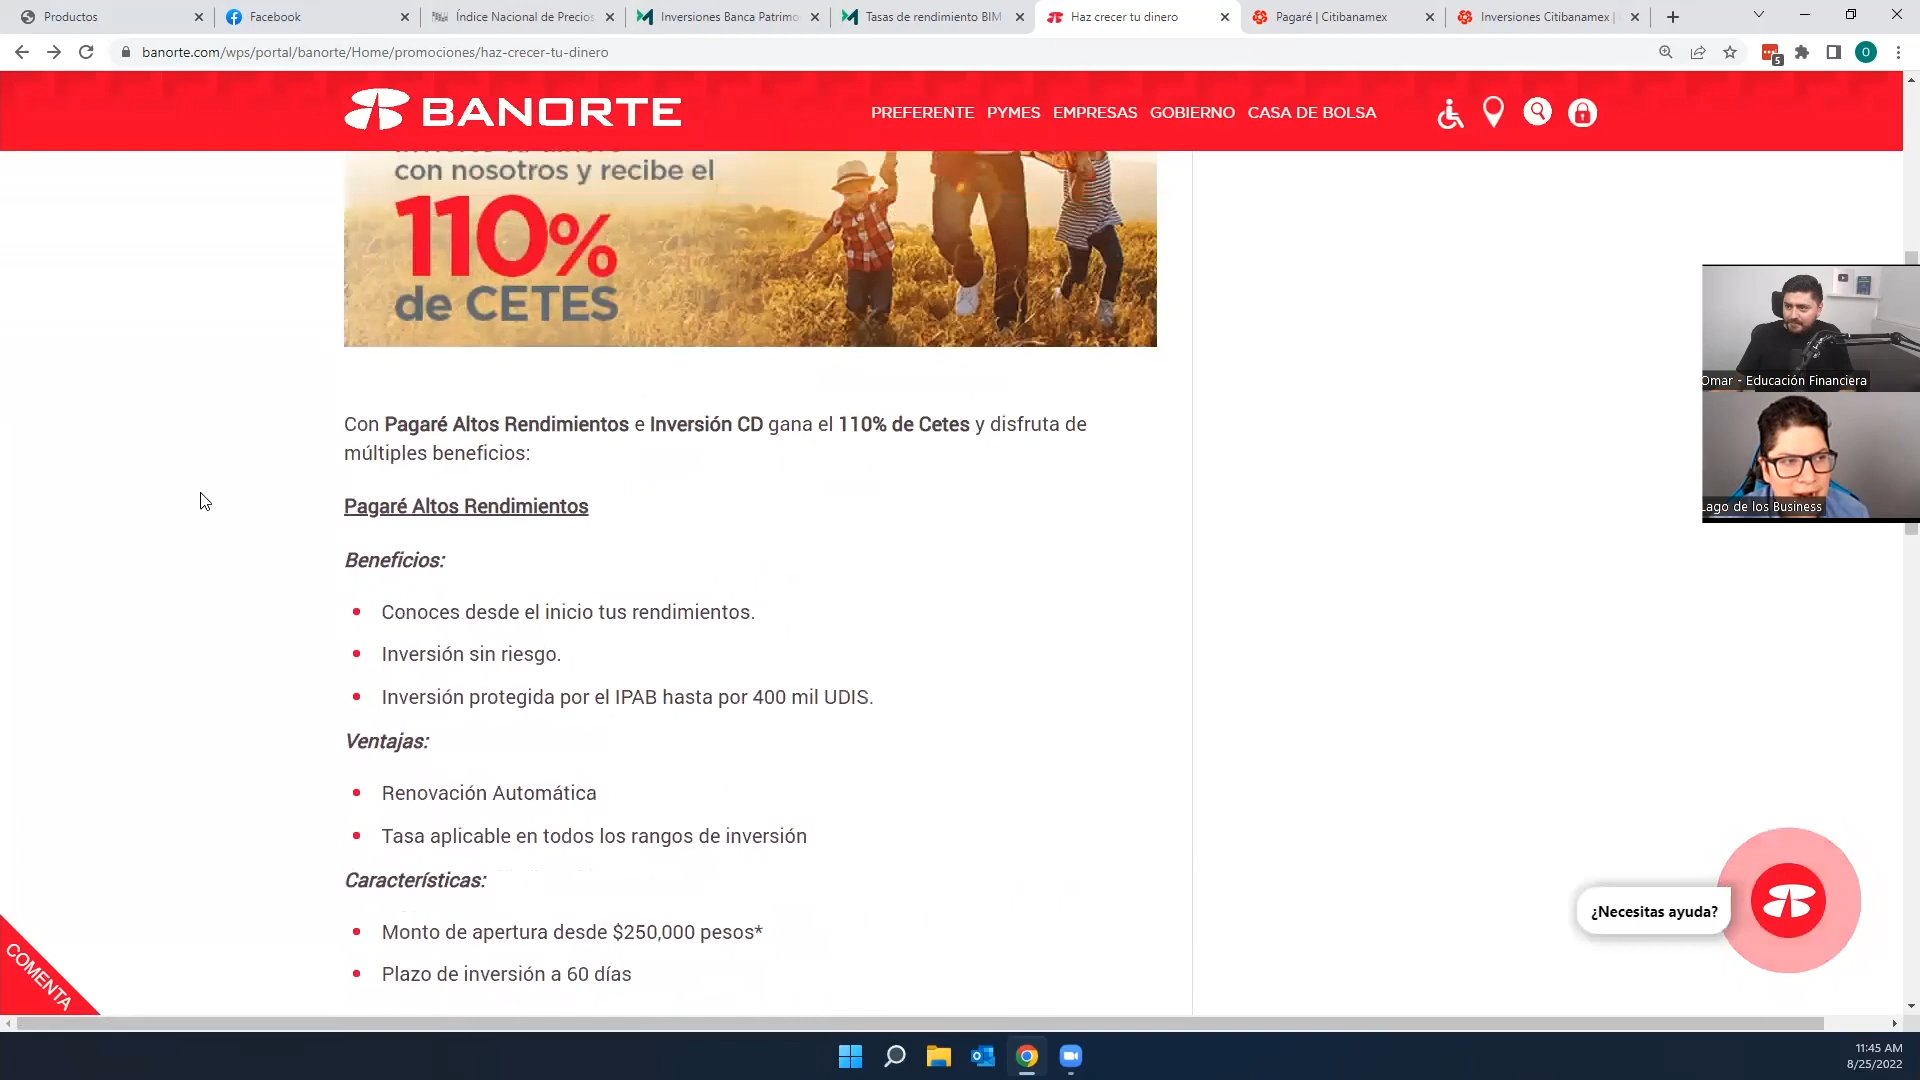 Productos
Facebook
Índice Nacional de Precios
Inversiones Banca Patrimo
Tasas de rendimiento BIM
Haz crecer tu dinero
Pagaré | Citibanamex
Inversiones Citibanamex |
banorte.com/wps/portal/banorte/Home/promociones/haz-crecer-tu-dinero
5
O
BANORTE
PREFERENTE PYMES EMPRESAS GOBIERNO CASA DE BOLSA
con nosotros y recibe el
110%
de CETES
Omar - Educación Financiera
Lago de los Business
Con Pagaré Altos Rendimientos e Inversión CD gana el 110% de Cetes y disfruta de
múltiples beneficios:
Pagaré Altos Rendimientos
Beneficios:
Conoces desde el inicio tus rendimientos.
Inversión sin riesgo.
Inversión protegida por el IPAB hasta por 400 mil UDIS.
Ventajas:
Renovación Automática
Tasa aplicable en todos los rangos de inversión
Características:
Monto de apertura desde $250,000 pesos*
Plazo de inversión a 60 días
¿Necesitas ayuda?
COMENTA
11:45 AM
8/25/2022